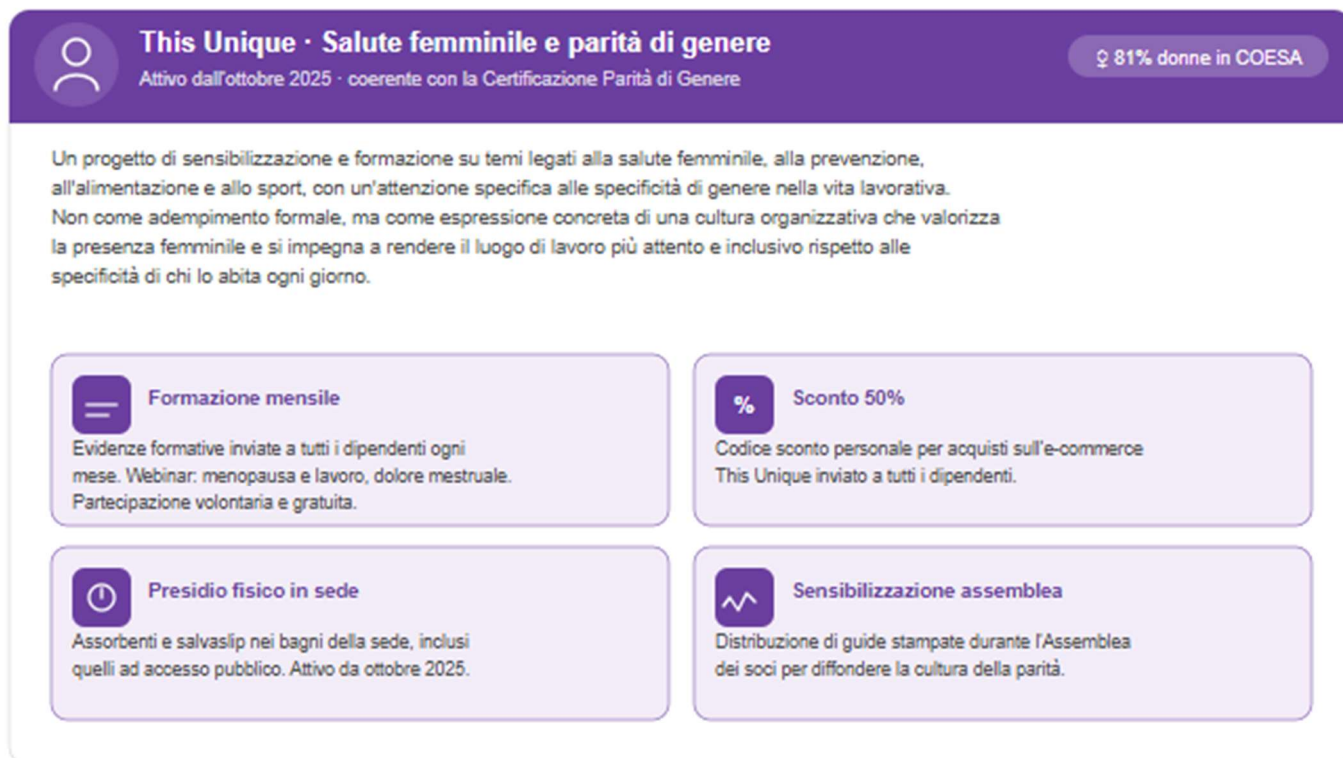 This Unique · Salute femminile e parità di genere
Attivo dall'ottobre 2025 · coerente con la Certificazione Parità di Genere
♀ 81% donne in COESA
Un progetto di sensibilizzazione e formazione su temi legati alla salute femminile, alla prevenzione,
all'alimentazione e allo sport, con un'attenzione specifica alle specificità di genere nella vita lavorativa.
Non come adempimento formale, ma come espressione concreta di una cultura organizzativa che valorizza
la presenza femminile e si impegna a rendere il luogo di lavoro più attento e inclusivo rispetto alle
specificità di chi lo abita ogni giorno.
Formazione mensile
Evidenze formative inviate a tutti i dipendenti ogni
mese. Webinar: menopausa e lavoro, dolore mestruale.
Partecipazione volontaria e gratuita.
% Sconto 50%
Codice sconto personale per acquisti sull'e-commerce
This Unique inviato a tutti i dipendenti.
Presidio fisico in sede
Assorbenti e salvaslip nei bagni della sede, inclusi
quelli ad accesso pubblico. Attivo da ottobre 2025.
Sensibilizzazione assemblea
Distribuzione di guide stampate durante l'Assemblea
dei soci per diffondere la cultura della parità.